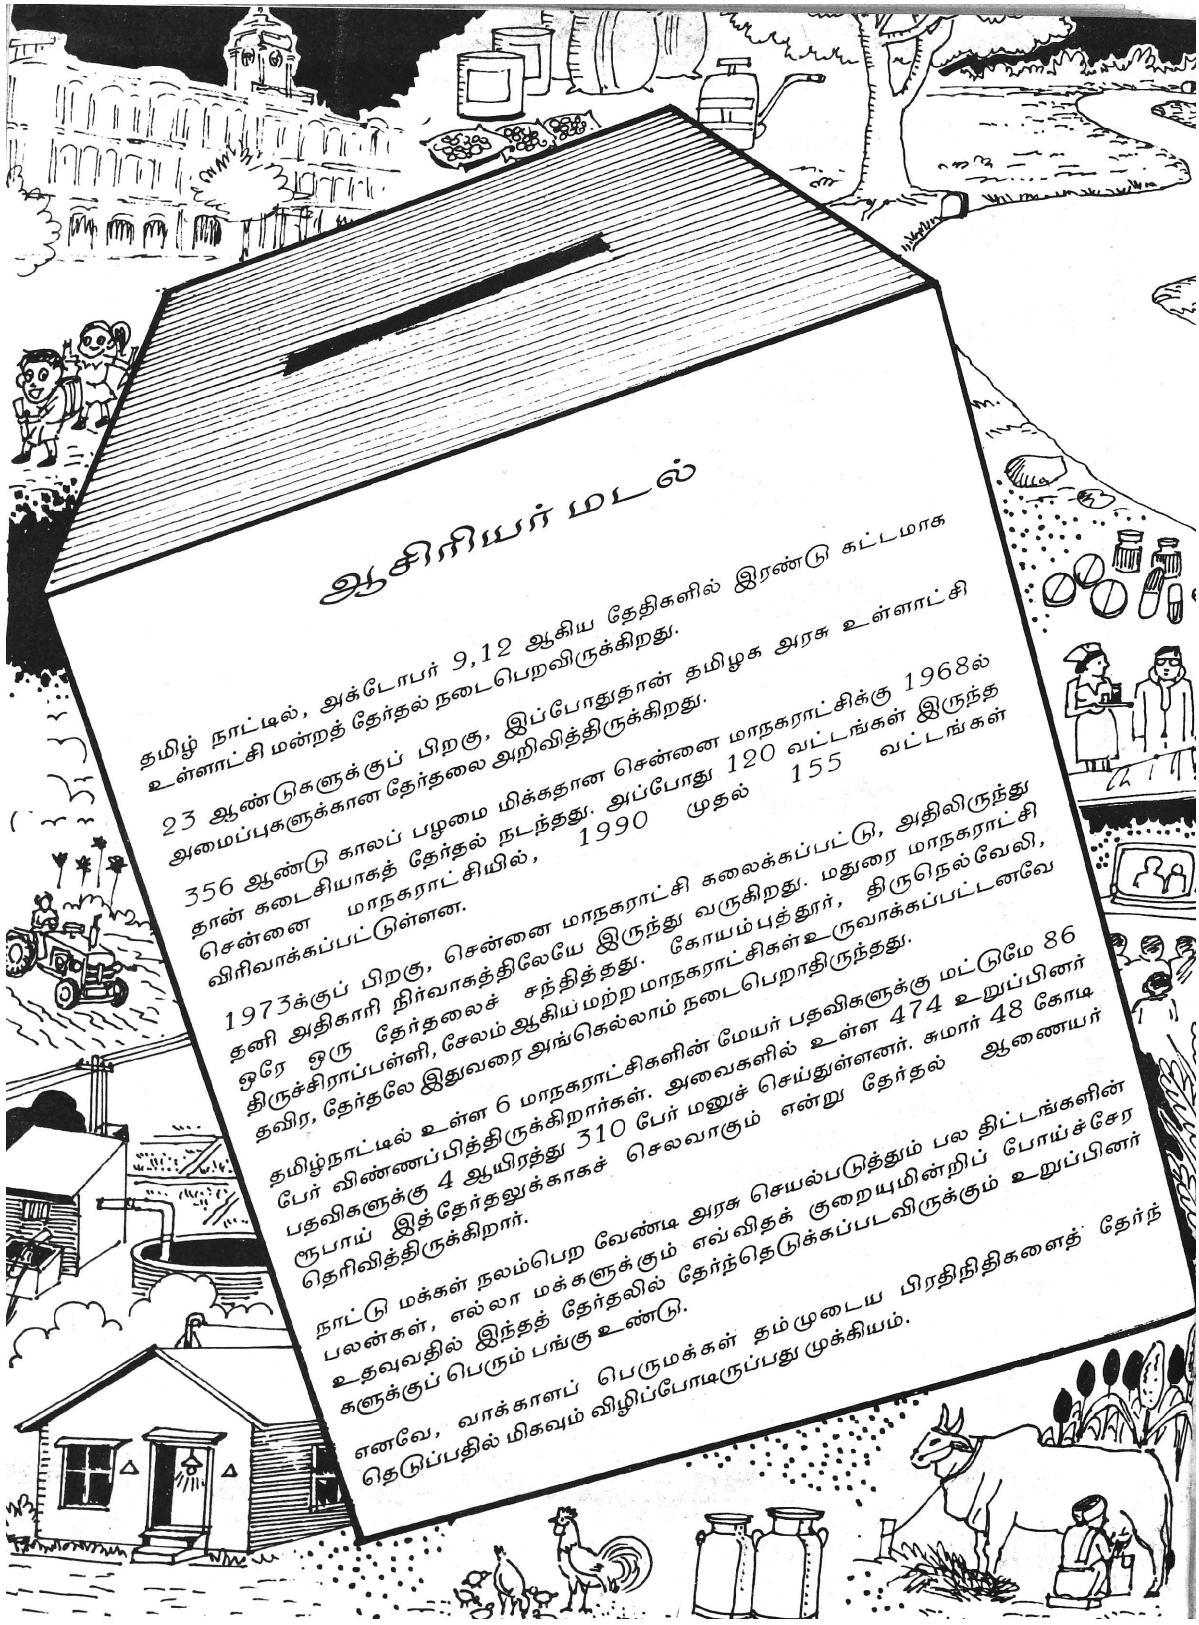 ஆசிரியர் மடல்
தமிழ் நாட்டில், அக்டோபர் 9,12 ஆகிய தேதிகளில் இரண்டு கட்டமாக
உள்ளாட்சி மன்றத் தேர்தல் நடைபெறவிருக்கிறது.
23 ஆண்டுகளுக்குப் பிறகு, இப்போதுதான் தமிழக அரசு உள்ளாட்சி
அமைப்புகளுக்கான தேர்தலை அறிவித்திருக்கிறது.
356 ஆண்டு காலப் பழமை மிக்கதான சென்னை மாநகராட்சிக்கு 1968ல்
தான் கடைசியாகத் தேர்தல் நடந்தது. அப்போது 120 வட்டங்கள் இருந்த
சென்னை மாநகராட்சியில், 1990 முதல் 155 வட்டங்கள்
விரிவாக்கப்பட்டுள்ளன.
1973க்குப் பிறகு, சென்னை மாநகராட்சி கலைக்கப்பட்டு, அதிலிருந்து
தனி அதிகாரி நிர்வாகத்திலேயே இருந்து வருகிறது. மதுரை மாநகராட்சி
ஒரே ஒரு தேர்தலைச் சந்தித்தது. கோயம்புத்தூர், திருநெல்வேலி,
திருச்சிராப்பள்ளி, சேலம் ஆகிய மற்ற மாநகராட்சிகள் உருவாக்கப்பட்டனவே
தவிர, தேர்தலே இதுவரை அங்கெல்லாம் நடைபெறாதிருந்தது.
தமிழ்நாட்டில் உள்ள 6 மாநகராட்சிகளின் மேயர் பதவிகளுக்கு மட்டுமே 86
பேர் விண்ணப்பித்திருக்கிறார்கள். அவைகளில் உள்ள 474 உறுப்பினர்
பதவிகளுக்கு 4 ஆயிரத்து 310 பேர் மனுச் செய்துள்ளனர். சுமார் 48 கோடி
ரூபாய் இத்தேர்தலுக்காகச் செலவாகும் என்று தேர்தல் ஆணையர்
தெரிவித்திருக்கிறார்.
நாட்டு மக்கள் நலம்பெற வேண்டி அரசு செயல்படுத்தும் பல திட்டங்களின்
பலன்கள், எல்லா மக்களுக்கும் எவ்விதக் குறையுமின்றிப் போய்ச்சேர
உதவுவதில் இந்தத் தேர்தலில் தேர்ந்தெடுக்கப்படவிருக்கும் உறுப்பினர்
களுக்குப் பெரும் பங்கு உண்டு.
எனவே, வாக்காளப் பெருமக்கள் தம்முடைய பிரதிநிதிகளைத் தேர்ந்
தெடுப்பதில் மிகவும் விழிப்போடிருப்பது முக்கியம்.